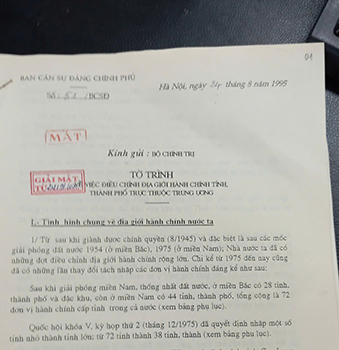 01
BAN CÁN SỰ ĐẢNG CHÍNH PHỦ
Hà Nội, ngày 24 tháng 8 năm 1995
Số: /BCSĐ
MẬT
Kính gửi : BỘ CHÍNH TRỊ
TỜ TRÌNH
GIẢI MẬT
VIỆC ĐIỀU CHỈNH ĐỊA GIỚI HÀNH CHÍNH TỈNH,
THÀNH PHỐ TRỰC THUỘC TRUNG ƯƠNG
I.- Tình hình chung về địa giới hành chính nước ta
1/ Từ sau khi giành được chính quyền (8/1945) và đặc biệt là sau các mốc
giải phóng đất nước 1954 (ở miền Bắc), 1975 (ở miền Nam); Nhà nước ta đã có
những đợt điều chỉnh địa giới hành chính rộng lớn. Chỉ kể từ 1975 đến nay cũng
đã có những lần thay đổi tách nhập các đơn vị hành chính đáng kể như sau:
Sau khi giải phóng miền Nam, thống nhất đất nước, ở miền Bắc có 28 tỉnh,
thành phố và đặc khu, còn ở miền Nam có 44 tỉnh, thành phố, tổng cộng là 72
đơn vị hành chính cấp tỉnh trong cả nước (xem bảng phụ lục).
Quốc hội khóa V, kỳ họp thứ 2 (tháng 12/1975) đã quyết định nhập một số
tỉnh nhỏ thành tỉnh lớn; từ 72 tỉnh thành 38 tỉnh, thành (xem bảng phụ lục).